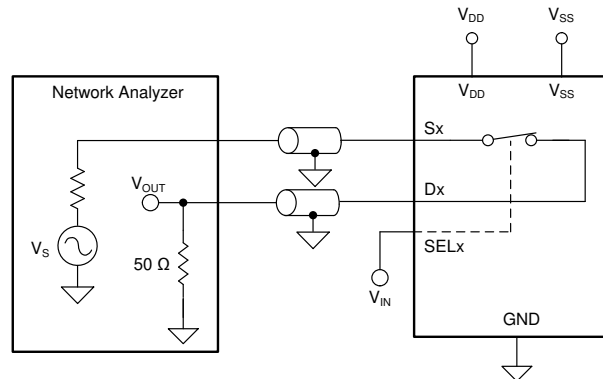 V_DD
V_SS
V_DD
V_SS
Network Analyzer
Sx
V_OUT
Dx
V_S
50 Ω
SELx
V_IN
GND